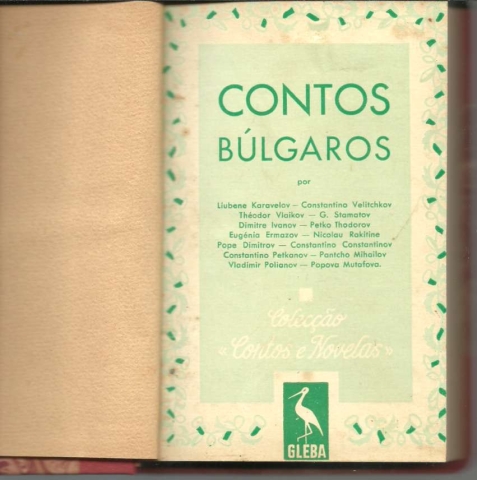 CONTOS
BÚLGAROS
por
Liubene Karavelov — Constantino Velitchkov
Théodor Vlaikov — G. Stamatov
Dimitre Ivanov — Petko Thodorov
Eugénia Ermazov — Nicolau Rakitine
Pope Dimitrov — Constantino Constantinov
Constantino Petkanov — Pantcho Mihailov
Vladimir Polianov — Popova Mutafova.
Colecção
«Contos e Novelas»
GLEBA